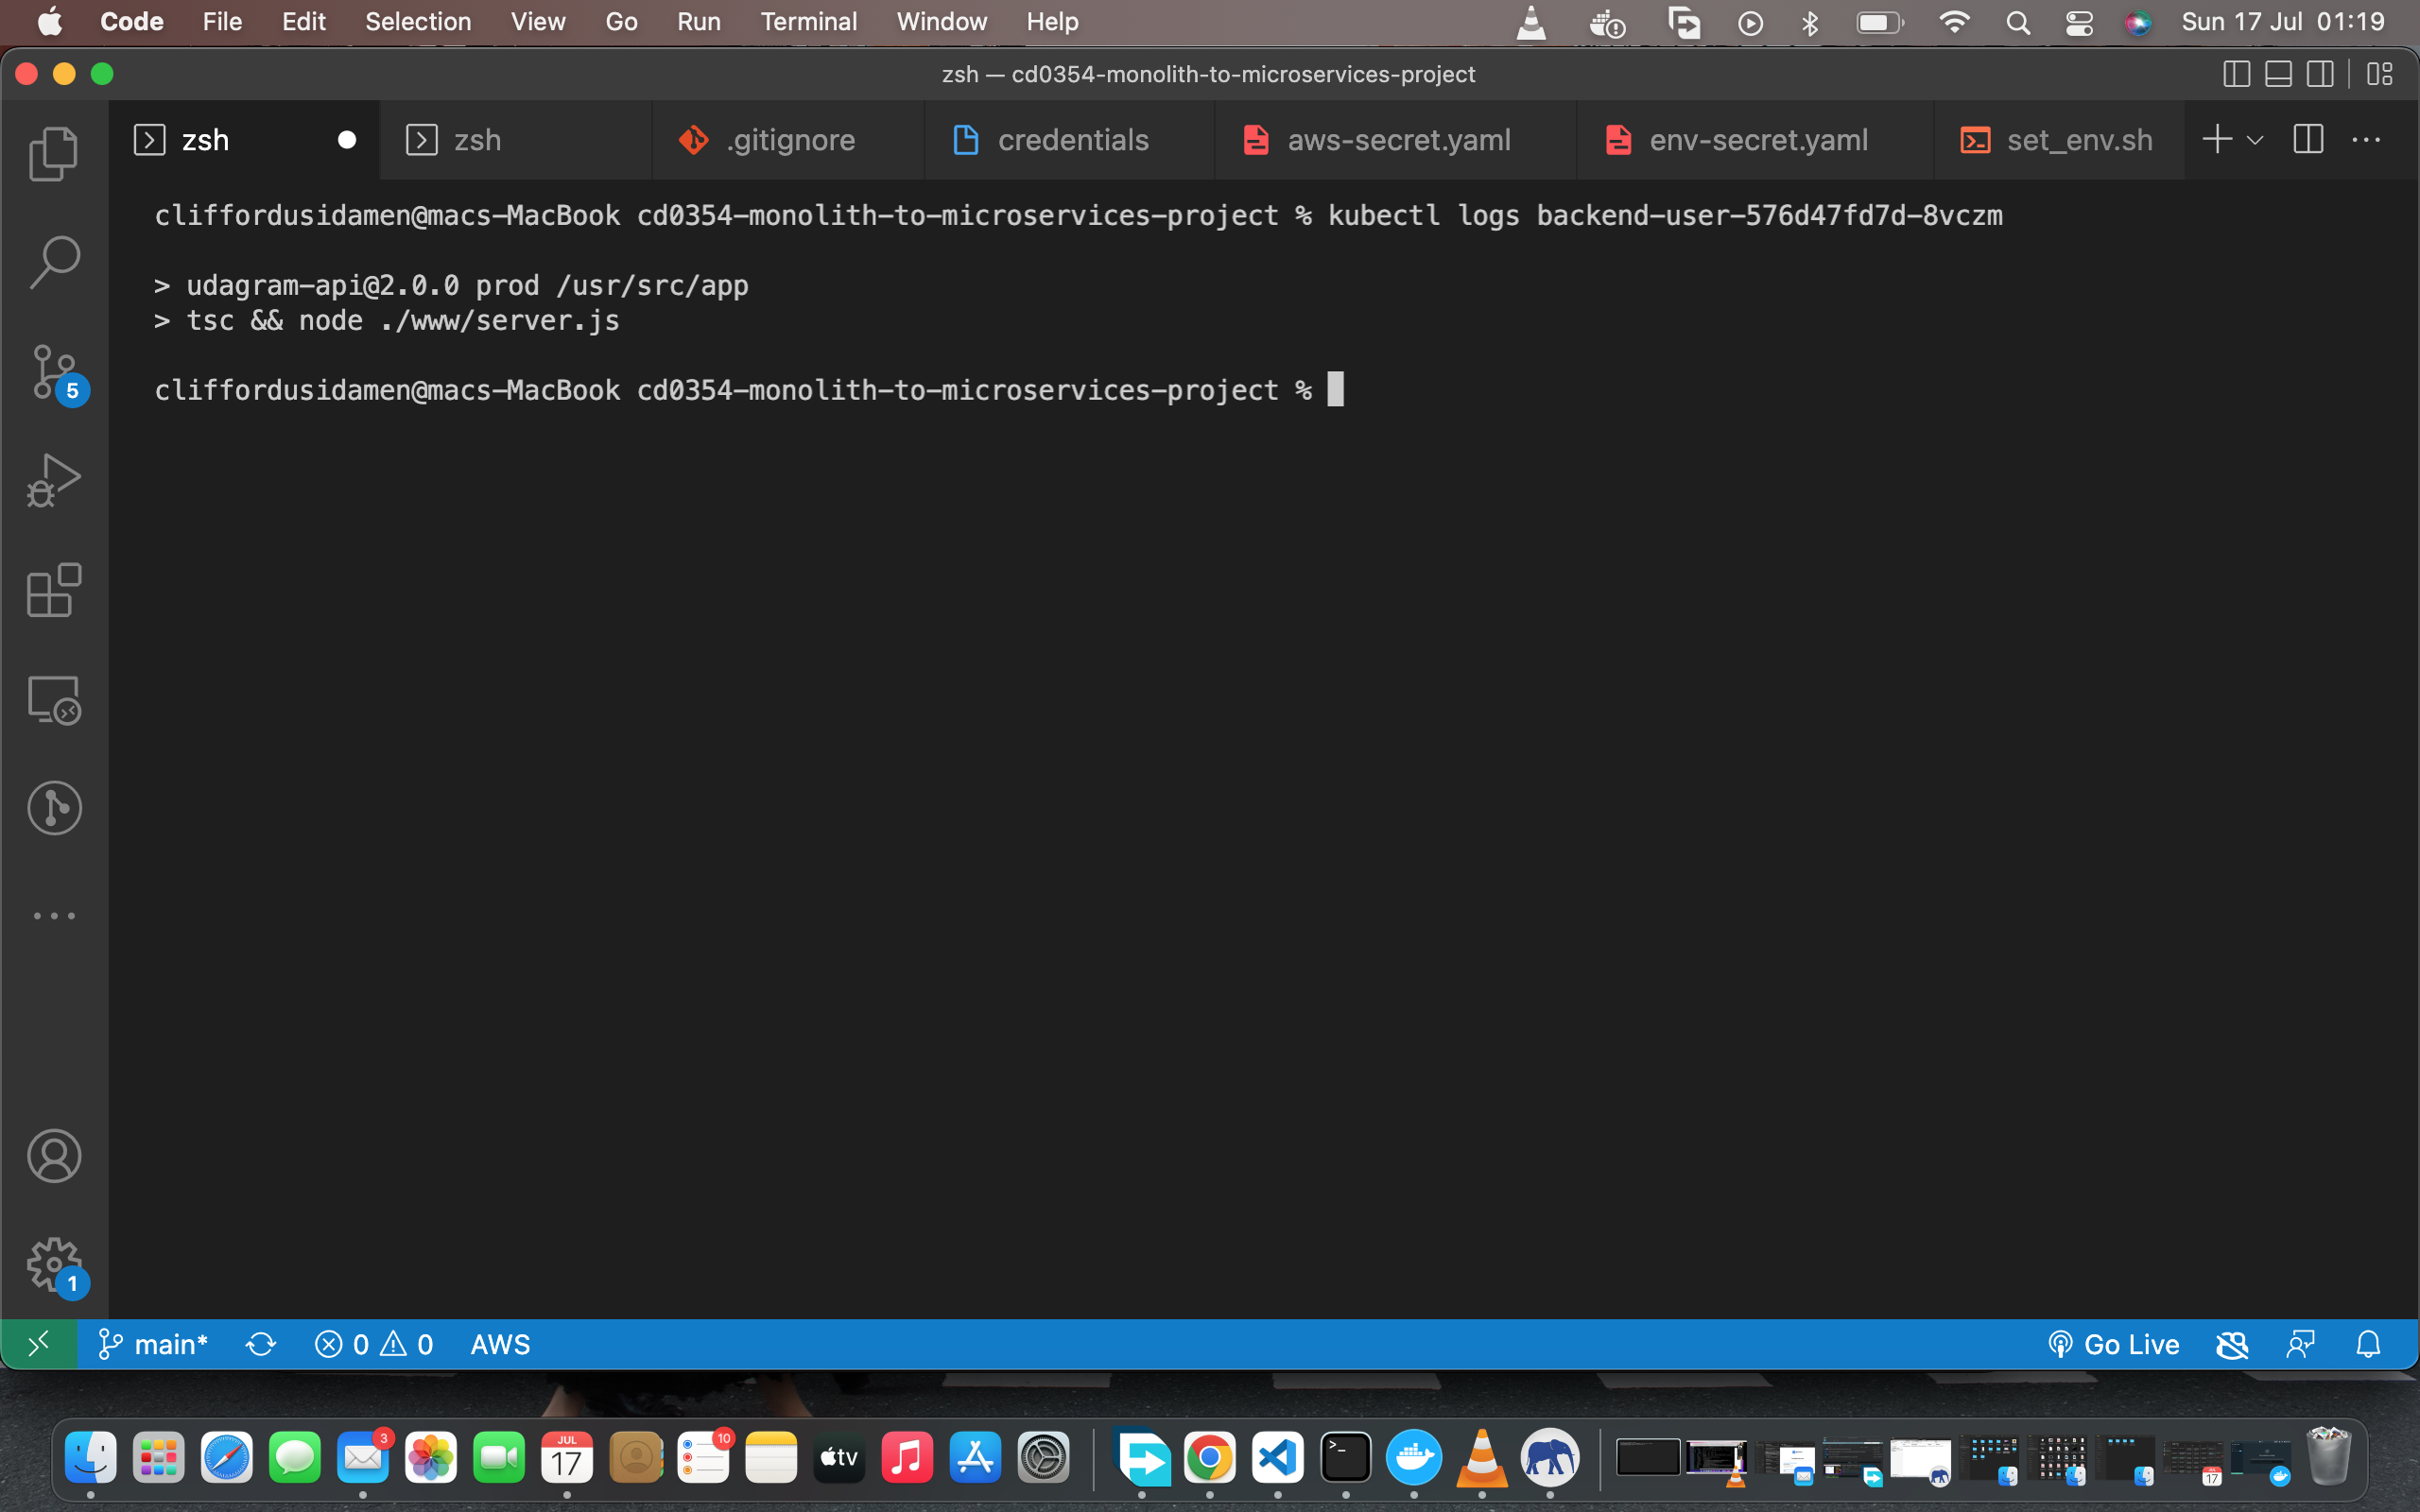 Code File Edit Selection View Go Run Terminal Window Help Sun 17 Jul 01:19
zsh — cd0354-monolith-to-microservices-project
zsh zsh .gitignore credentials aws-secret.yaml env-secret.yaml set_env.sh
cliffordusidamen@macs-MacBook cd0354-monolith-to-microservices-project % kubectl logs backend-user-576d47fd7d-8vczm
> udagram-api@2.0.0 prod /usr/src/app
> tsc && node ./www/server.js
cliffordusidamen@macs-MacBook cd0354-monolith-to-microservices-project %
5
1
main* 0 0 AWS Go Live
3 JUL 17 10 tv
17